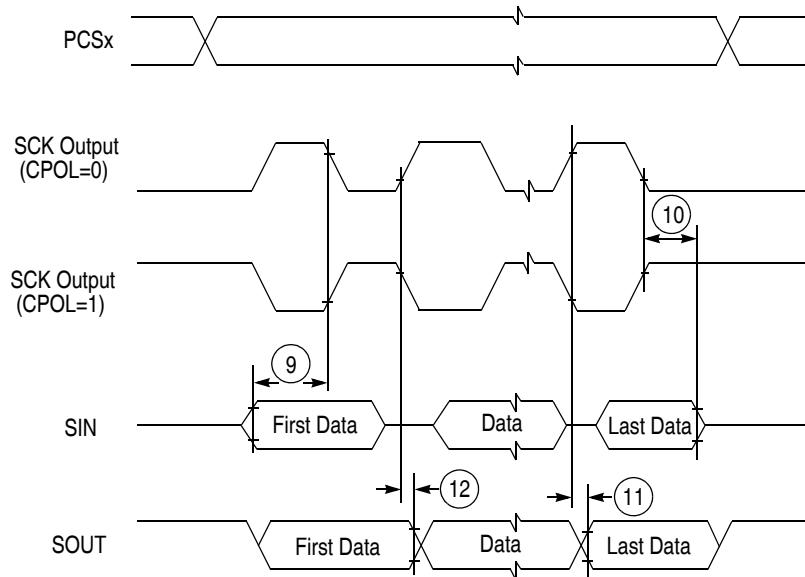 PCSx
SCK Output
(CPOL=0)
10
SCK Output
(CPOL=1)
9
SIN
First Data
Data
Last Data
12
11
SOUT
First Data
Data
Last Data